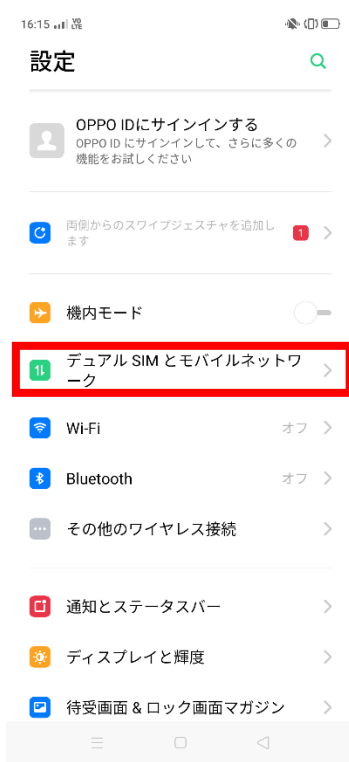 16:15 VoLTE
設定
OPPO IDにサインインする
OPPO ID にサインインして、さらに多くの
機能をお試しください
両側からのスワイプジェスチャを追加し
ます
1
機内モード
デュアル SIM とモバイルネットワ
ーク
Wi-Fi オフ
Bluetooth オフ
その他のワイヤレス接続
通知とステータスバー
ディスプレイと輝度
待受画面 & ロック画面マガジン